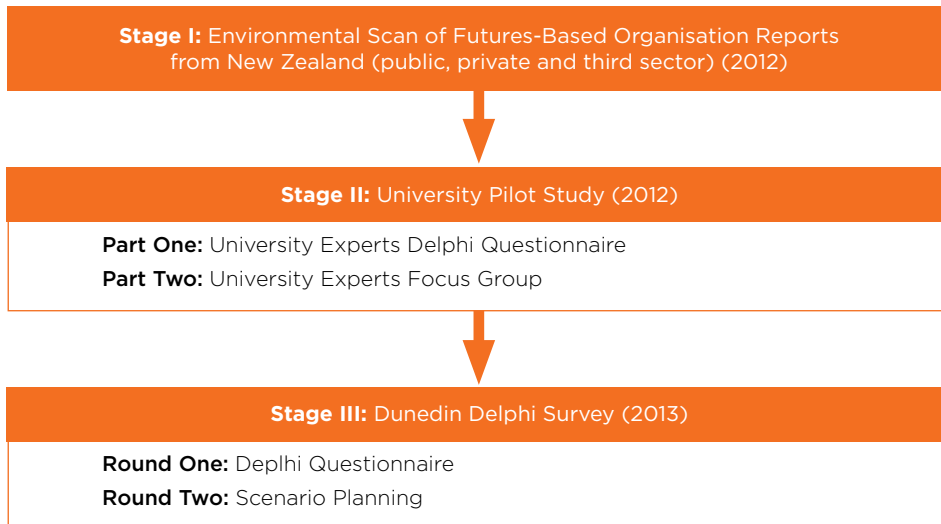 Stage I: Environmental Scan of Futures-Based Organisation Reports
from New Zealand (public, private and third sector) (2012)
Stage II: University Pilot Study (2012)
Part One: University Experts Delphi Questionnaire
Part Two: University Experts Focus Group
Stage III: Dunedin Delphi Survey (2013)
Round One: Deplhi Questionnaire
Round Two: Scenario Planning